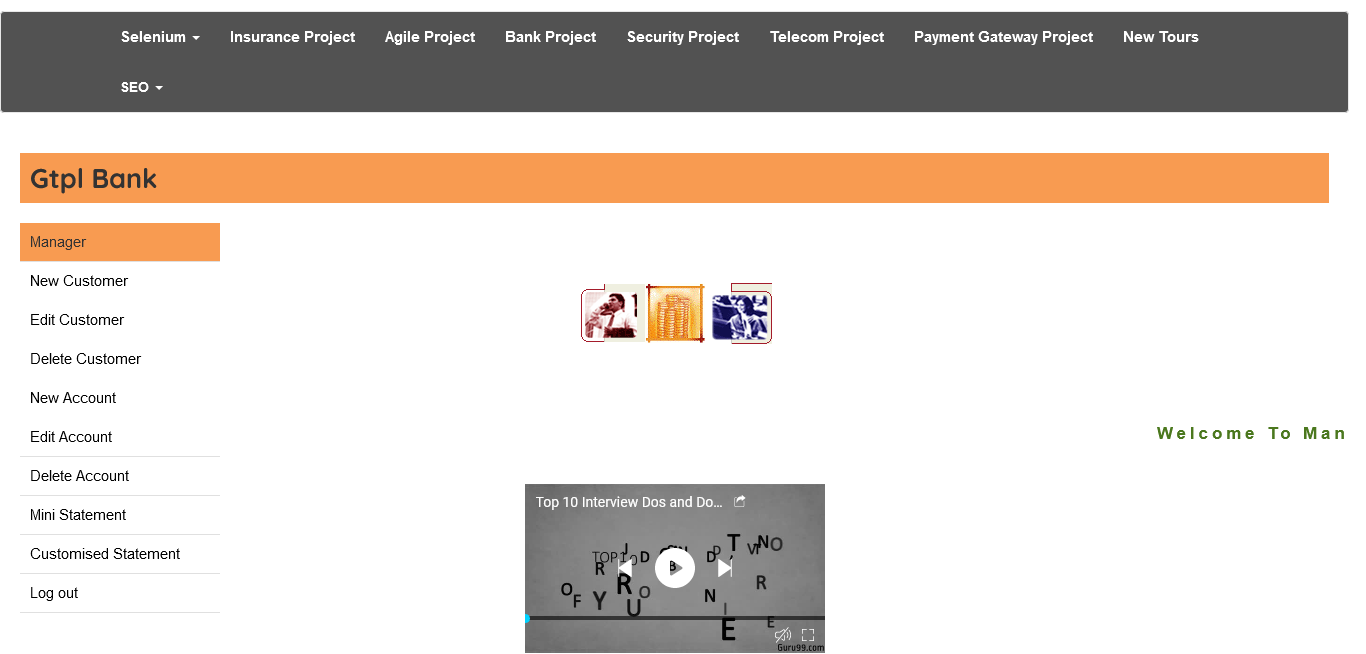 Selenium Insurance Project Agile Project Bank Project Security Project Telecom Project Payment Gateway Project New Tours
SEO
Gtpl Bank
Manager
New Customer
Edit Customer
Delete Customer
New Account
Edit Account
Delete Account
Mini Statement
Customised Statement
Log out
Welcome To Man
Top 10 Interview Dos and Do...
Guru99.com